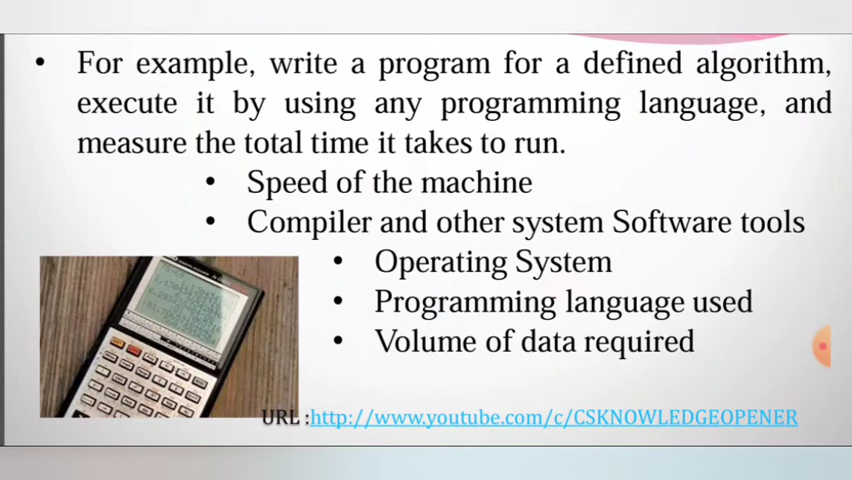 • For example, write a program for a defined algorithm,
execute it by using any programming language, and
measure the total time it takes to run.
• Speed of the machine
• Compiler and other system Software tools
• Operating System
• Programming language used
• Volume of data required
URL :http://www.youtube.com/c/CSKNOWLEDGEOPENER